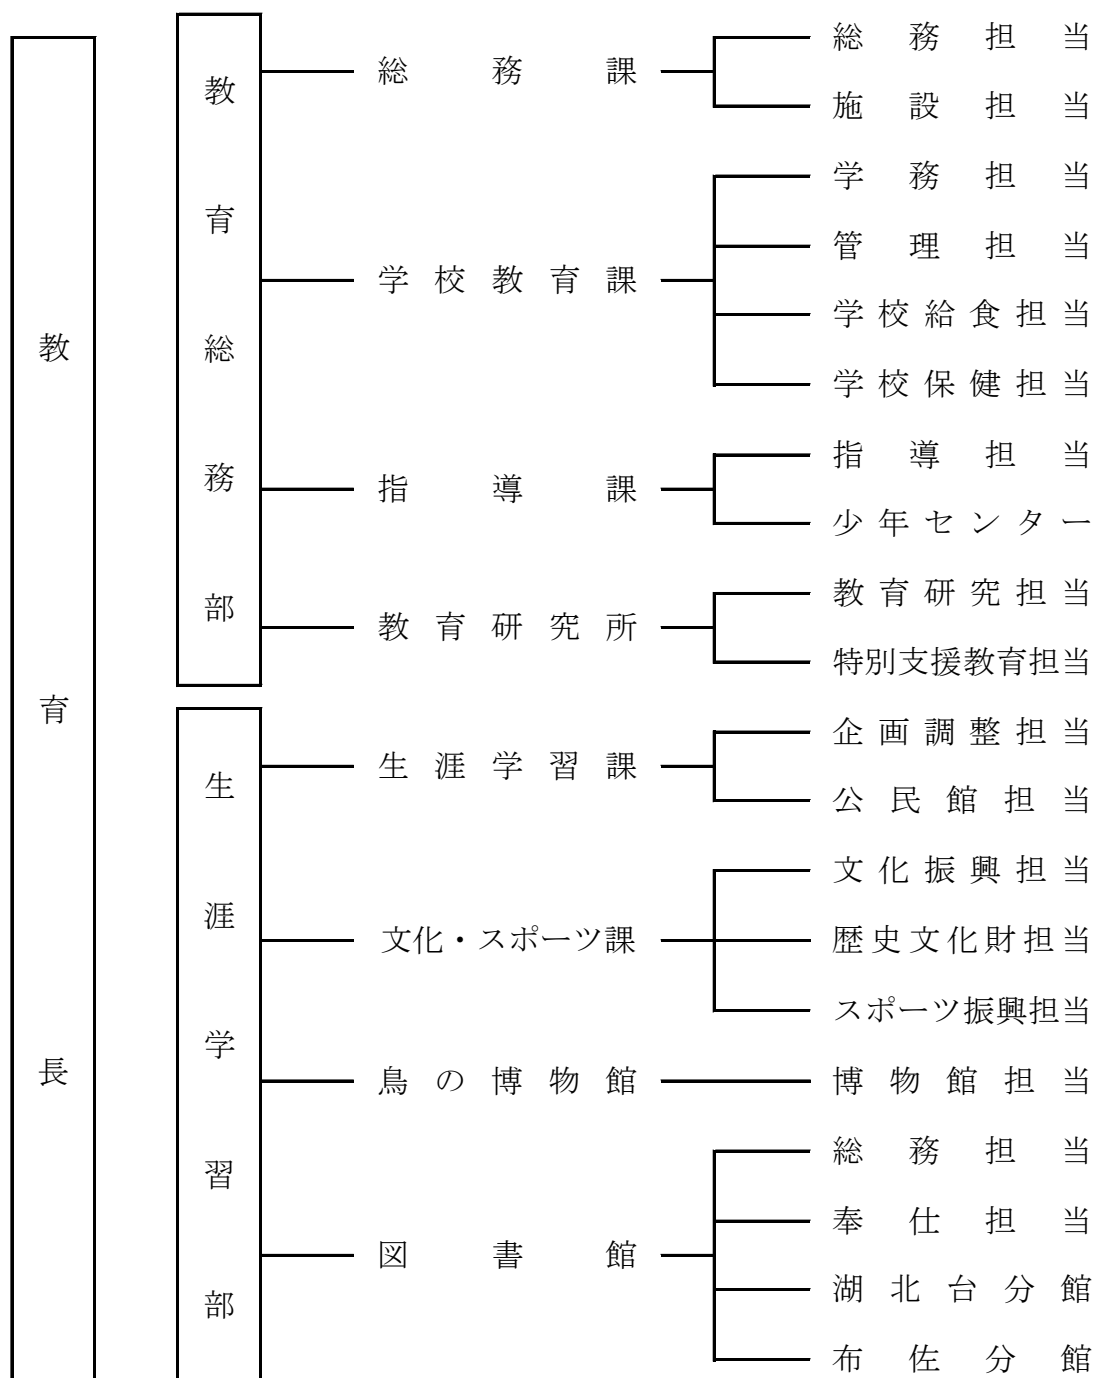 教育長
教育総務部
総務課
総務担当
施設担当
学校教育課
学務担当
管理担当
学校給食担当
学校保健担当
指導課
指導担当
少年センター
教育研究所
教育研究担当
特別支援教育担当
生涯学習部
生涯学習課
企画調整担当
公民館担当
文化・スポーツ課
文化振興担当
歴史文化財担当
スポーツ振興担当
鳥の博物館
博物館担当
図書館
総務担当
奉仕担当
湖北台分館
布佐分館